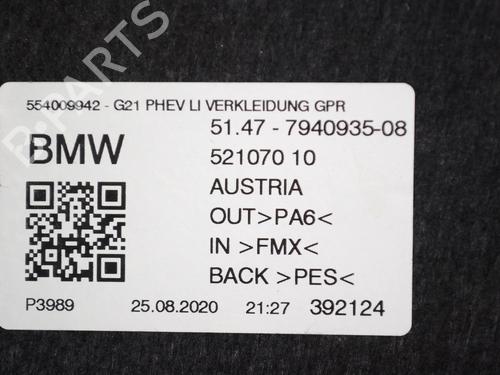 554009942 - G21 PHEV LI VERKLEIDUNG GPR
BMW
51.47 - 7940935-08
521070 10
AUSTRIA
OUT>PA6<
IN >FMX<
BACK >PES<
P3989 25.08.2020 21:27 392124
B-PARTS